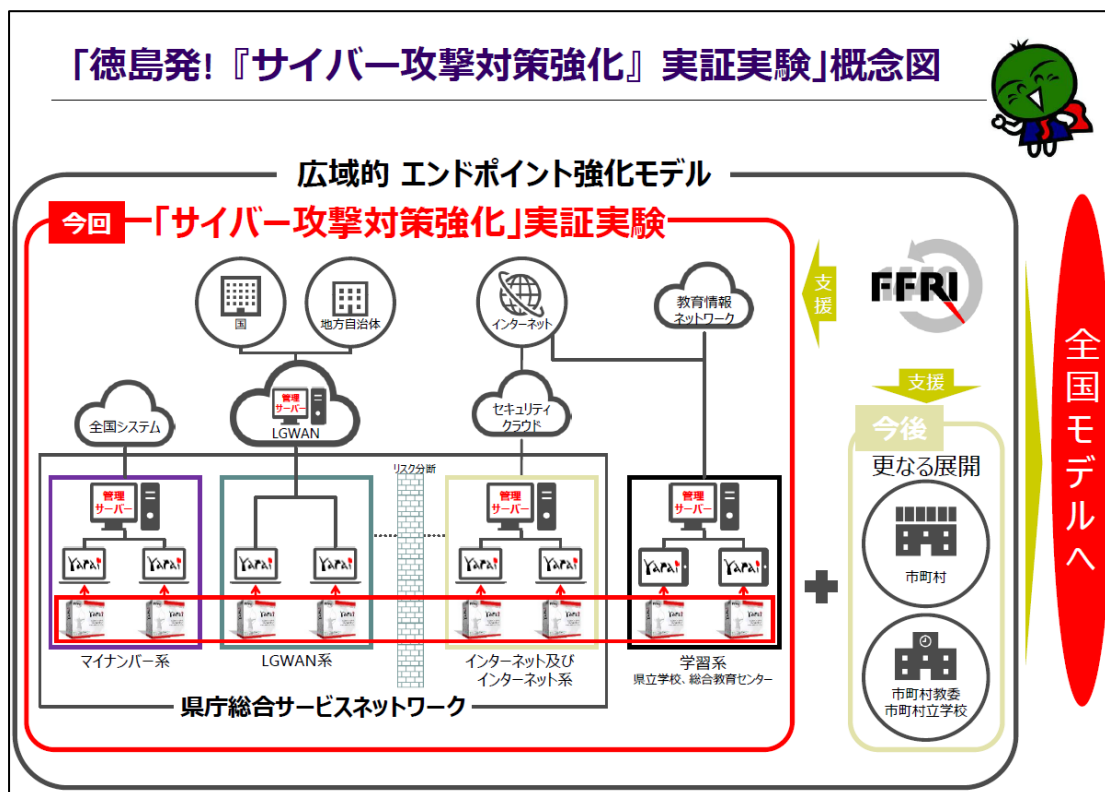 「徳島発!『サイバー攻撃対策強化』 実証実験」概念図
広域的 エンドポイント強化モデル
今回
「サイバー攻撃対策強化」実証実験
国
地方自治体
インターネット
教育情報
ネットワーク
支援
FFRI
全国システム
管理
サーバー
LGWAN
セキュリティ
クラウド
支援
今後
更なる展開
リスク分断
管理
サーバー
管理
サーバー
管理
サーバー
Yarai
Yarai
Yarai
Yarai
Yarai
Yarai
Yarai
Yarai
市町村
Yarai
Yarai
Yarai
Yarai
Yarai
Yarai
Yarai
Yarai
マイナンバー系
LGWAN系
インターネット及び
インターネット系
学習系
県立学校、総合教育センター
県庁総合サービスネットワーク
市町村教委
市町村立学校
全国モデルへ